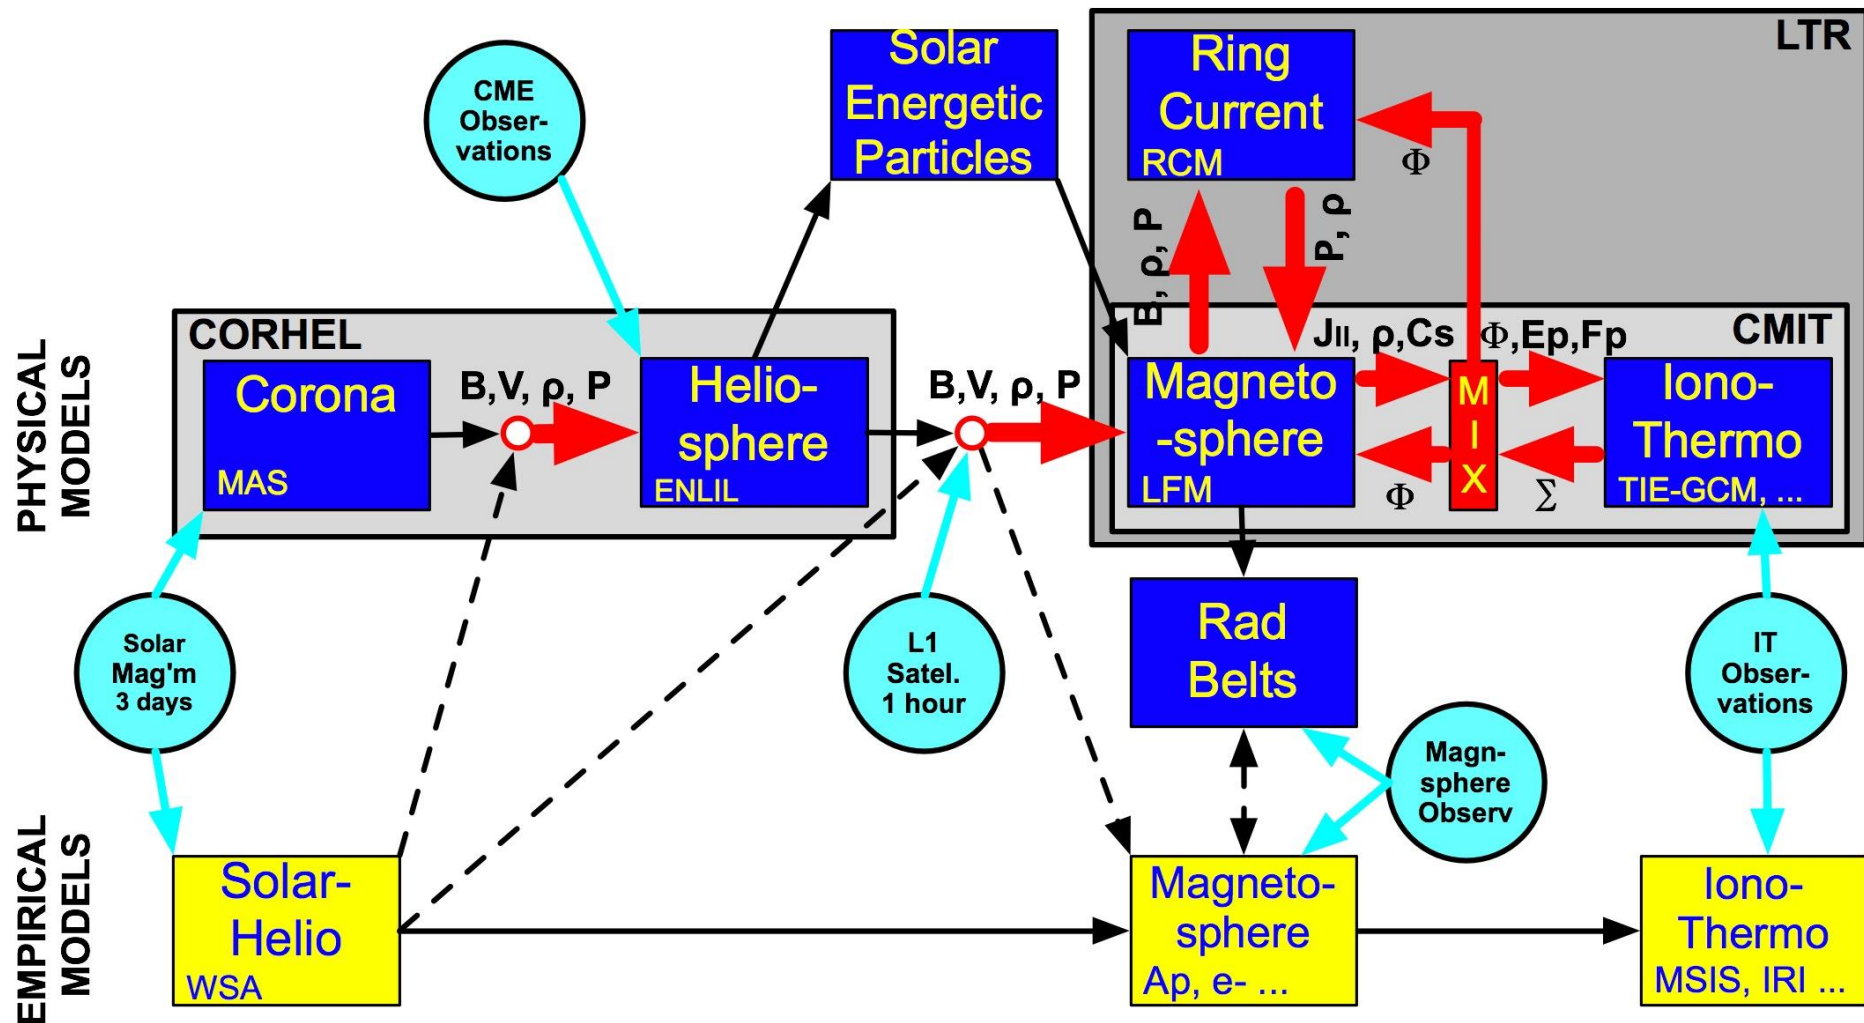 LTR
Solar
Energetic
Particles
Ring
Current
RCM
CME
Obser-
vations
Φ
B, ρ, P
P, ρ
PHYSICAL
MODELS
CORHEL
Corona
MAS
B,V, ρ, P
Helio-
sphere
ENLIL
B,V, ρ, P
CMIT
JII, ρ,Cs
Φ,Ep,Fp
Magneto
-sphere
LFM
M
I
X
Φ
Σ
Iono-
Thermo
TIE-GCM, ...
Solar
Mag'm
3 days
L1
Satel.
1 hour
Rad
Belts
IT
Obser-
vations
Magn-
sphere
Observ
EMPIRICAL
MODELS
Solar-
Helio
WSA
Magneto-
sphere
Ap, e- ...
Iono-
Thermo
MSIS, IRI ...